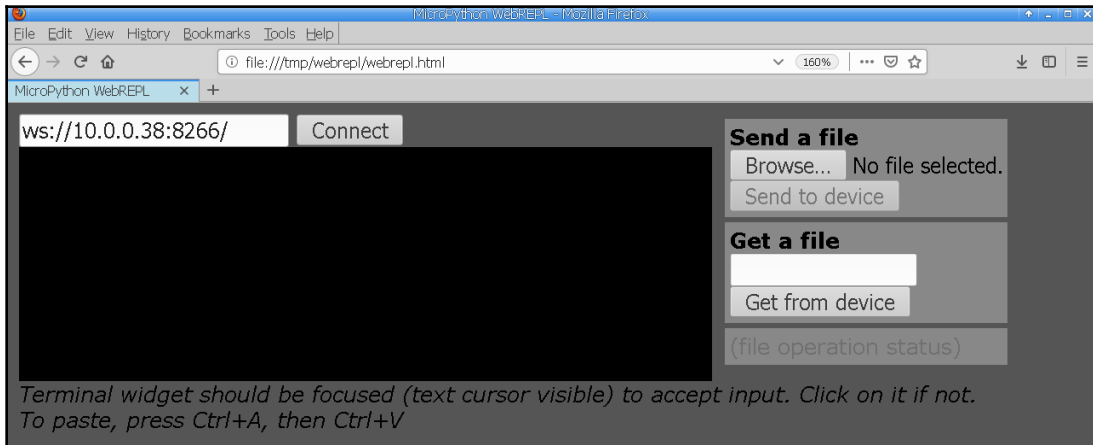 MicroPython WebREPL - Mozilla Firefox
File Edit View History Bookmarks Tools Help
file:///tmp/webrepl/webrepl.html 160%
MicroPython WebREPL × +
ws://10.0.0.38:8266/ Connect
Send a file
Browse... No file selected.
Send to device
Get a file
Get from device
(file operation status)
Terminal widget should be focused (text cursor visible) to accept input. Click on it if not.
To paste, press Ctrl+A, then Ctrl+V